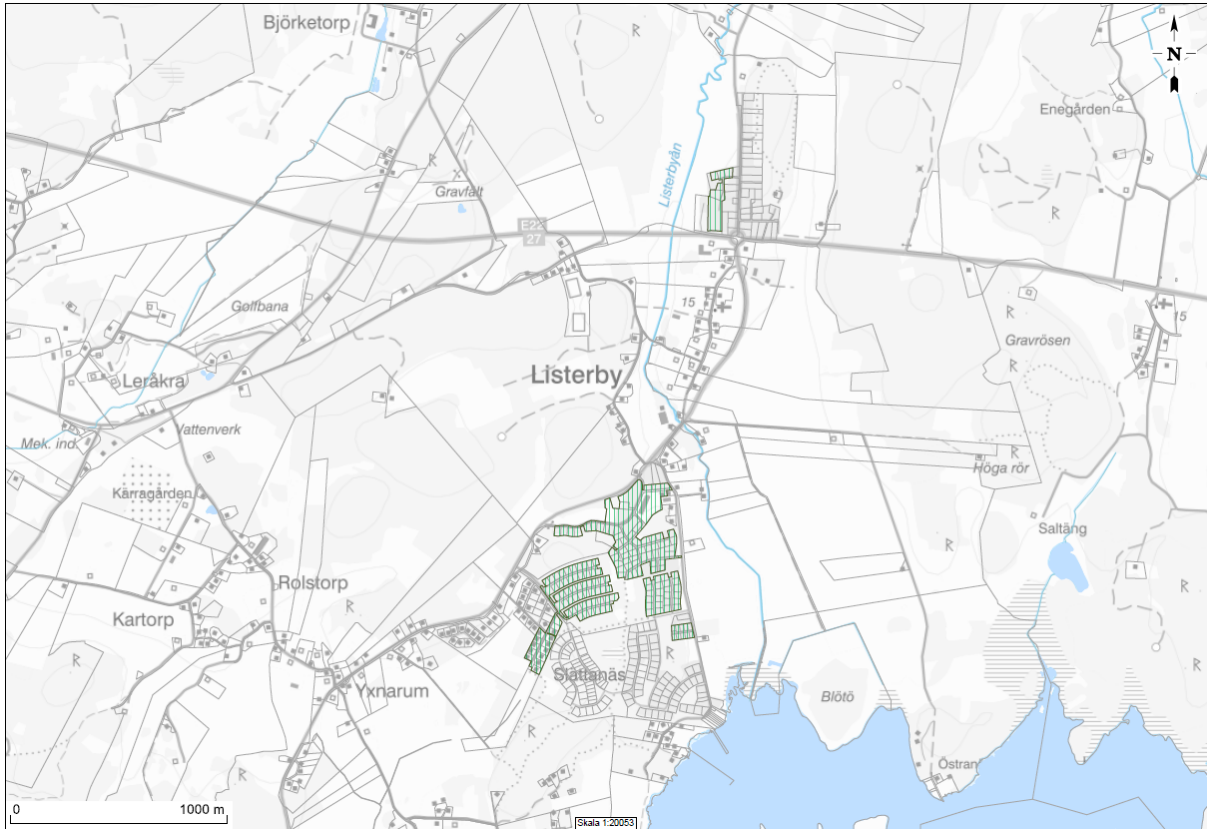 Björketorp
N
Enegården
Listerbyån
Gravfält
E22
27
Golfbana
15
15
Gravrösen
Listerby
Leråkra
Vattenverk
Mek. ind.
Höga rör
Kärragården
Saltäng
Rolstorp
Kartorp
Slättanäs
Yxnarum
Blötö
Östran
0
1000 m
Skala 1:20053